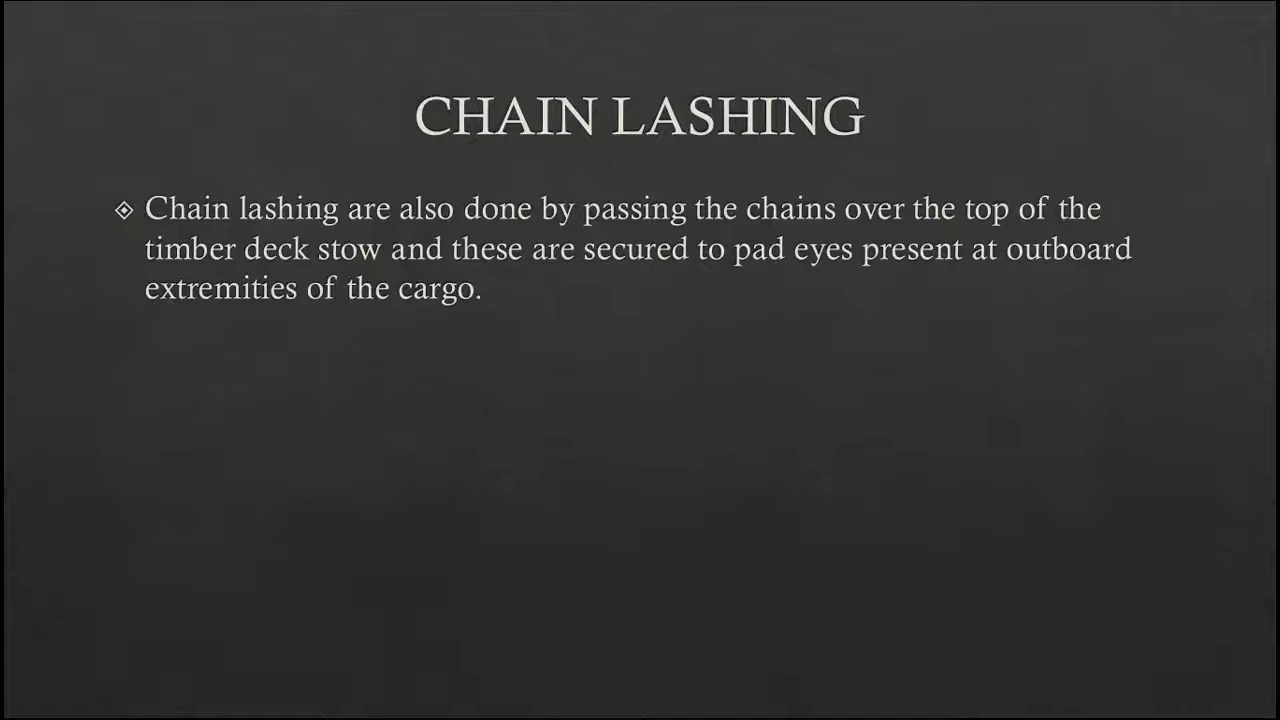 CHAIN LASHING
Chain lashing are also done by passing the chains over the top of the
timber deck stow and these are secured to pad eyes present at outboard
extremities of the cargo.